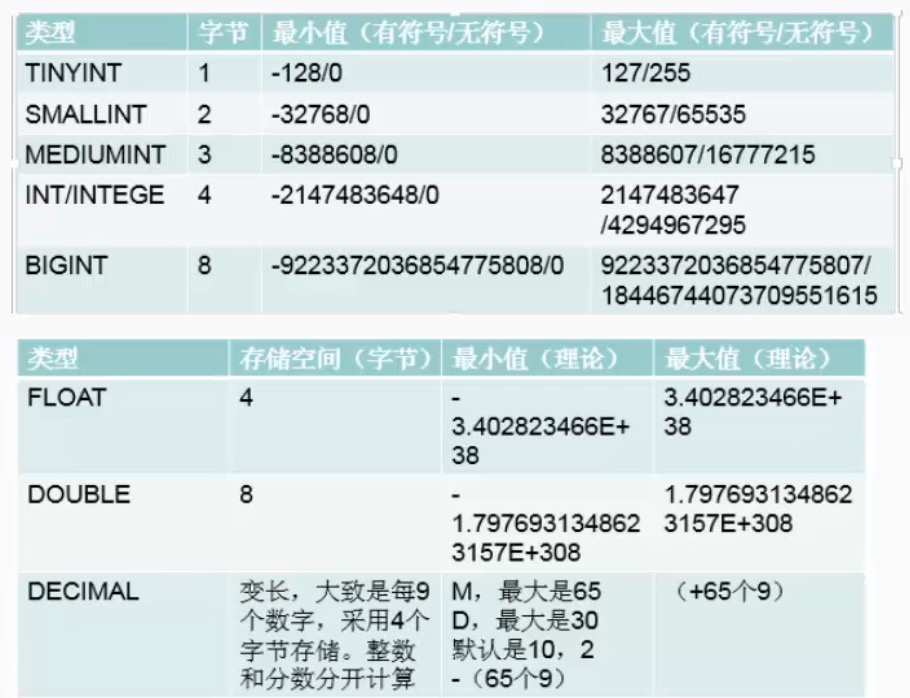 类型 字节 最小值（有符号/无符号） 最大值（有符号/无符号）
TINYINT 1 -128/0 127/255
SMALLINT 2 -32768/0 32767/65535
MEDIUMINT 3 -8388608/0 8388607/16777215
INT/INTEGE 4 -2147483648/0 2147483647
/4294967295
BIGINT 8 -9223372036854775808/0 9223372036854775807/
18446744073709551615
类型 存储空间（字节） 最小值（理论） 最大值（理论）
FLOAT 4 - 3.402823466E+
3.402823466E+ 38
38
DOUBLE 8 - 1.797693134862
1.797693134862 3157E+308
3157E+308
DECIMAL 变长，大致是每9 M，最大是65 （+65个9）
个数字，采用4个 D，最大是30
字节存储。整数 默认是10，2
和分数分开计算 -（65个9）